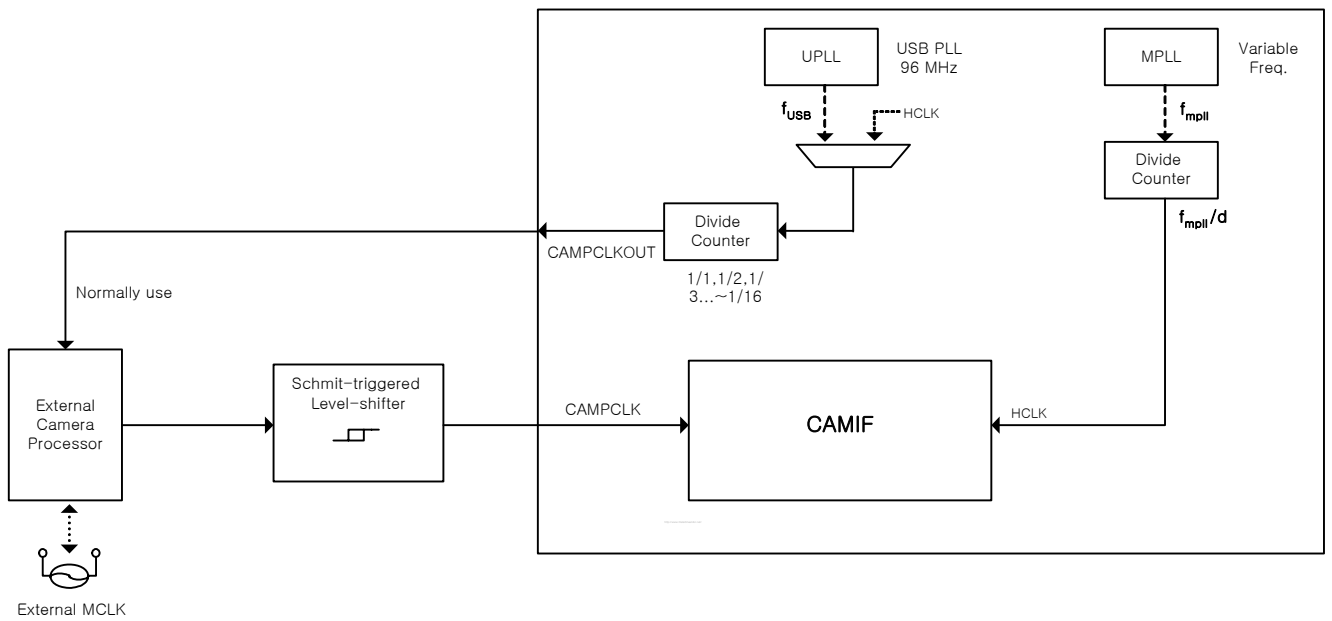 UPLL
USB PLL
96 MHz
MPLL
Variable
Freq.
fUSB
HCLK
fmpll
Divide
Counter
fmpll/d
Divide
Counter
CAMPCLKOUT
1/1,1/2,1/
3...~1/16
Normally use
External
Camera
Processor
Schmit-triggered
Level-shifter
CAMPCLK
CAMIF
HCLK
External MCLK